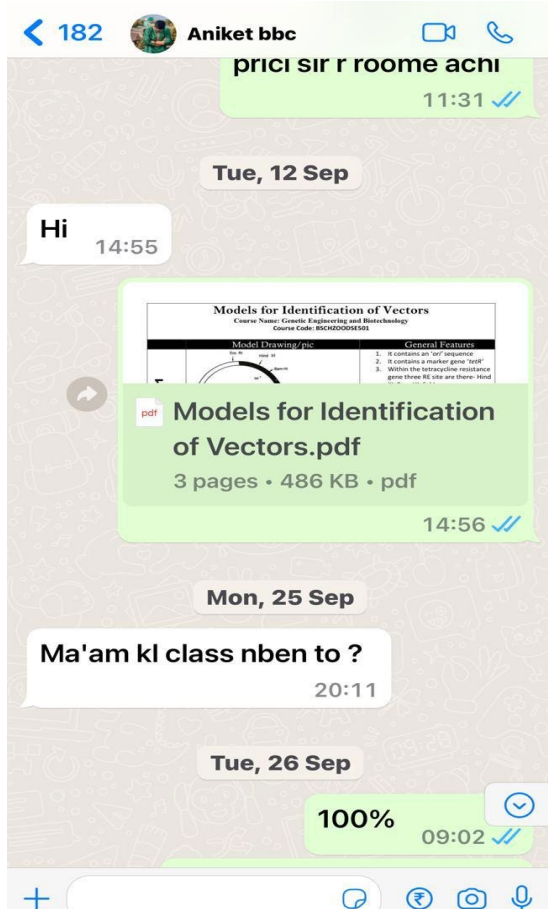 182
Aniket bbc
prici sir r roome achi
11:31
Tue, 12 Sep
Hi
14:55
Models for Identification of Vectors
Course Name: Genetic Engineering and Biotechnology
Course Code: BSCHZOODSE501
Model Drawing/pic
General Features
1. It contains an 'ori' sequence
2. It contains a marker gene 'tetR'
3. Within the tetracycline resistance
gene three RE site are there- Hind
pdf
Models for Identification
of Vectors.pdf
3 pages • 486 KB • pdf
14:56
Mon, 25 Sep
Ma'am kl class nben to ?
20:11
Tue, 26 Sep
100%
09:02